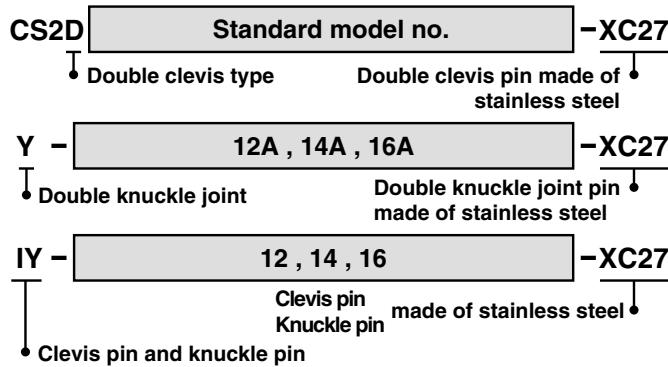 CS2D Standard model no. -XC27
Double clevis type
Double clevis pin made of
stainless steel
Y - 12A , 14A , 16A -XC27
Double knuckle joint
Double knuckle joint pin
made of stainless steel
IY - 12 , 14 , 16 -XC27
Clevis pin
Knuckle pin
made of stainless steel
Clevis pin and knuckle pin